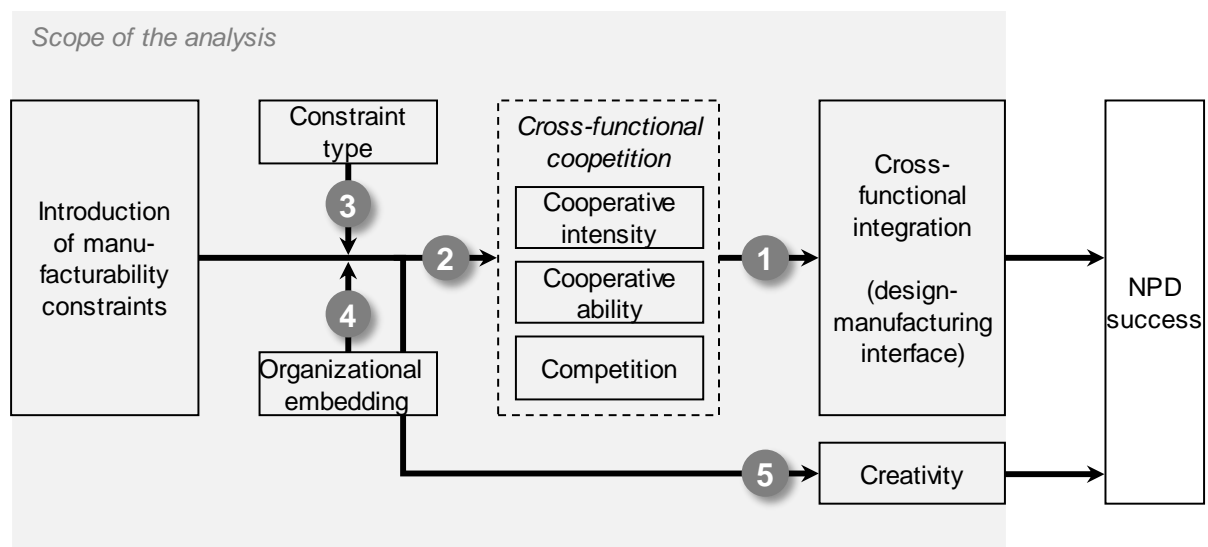 Scope of the analysis
Introduction
of manu-
facturability
constraints
Constraint
type
3
4
Organizational
embedding
2
Cross-functional
coopetition
Cooperative
intensity
Cooperative
ability
Competition
1
Cross-
functional
integration
(design-
manufacturing
interface)
5
Creativity
NPD
success